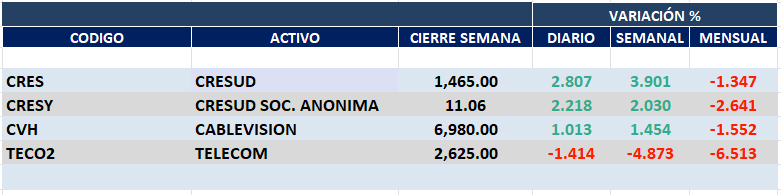 VARIACIÓN %
CODIGO ACTIVO CIERRE SEMANA DIARIO SEMANAL MENSUAL
CRES CRESUD 1,465.00 2.807 3.901 -1.347
CRESY CRESUD SOC. ANONIMA 11.06 2.218 2.030 -2.641
CVH CABLEVISION 6,980.00 1.013 1.454 -1.552
TECO2 TELECOM 2,625.00 -1.414 -4.873 -6.513